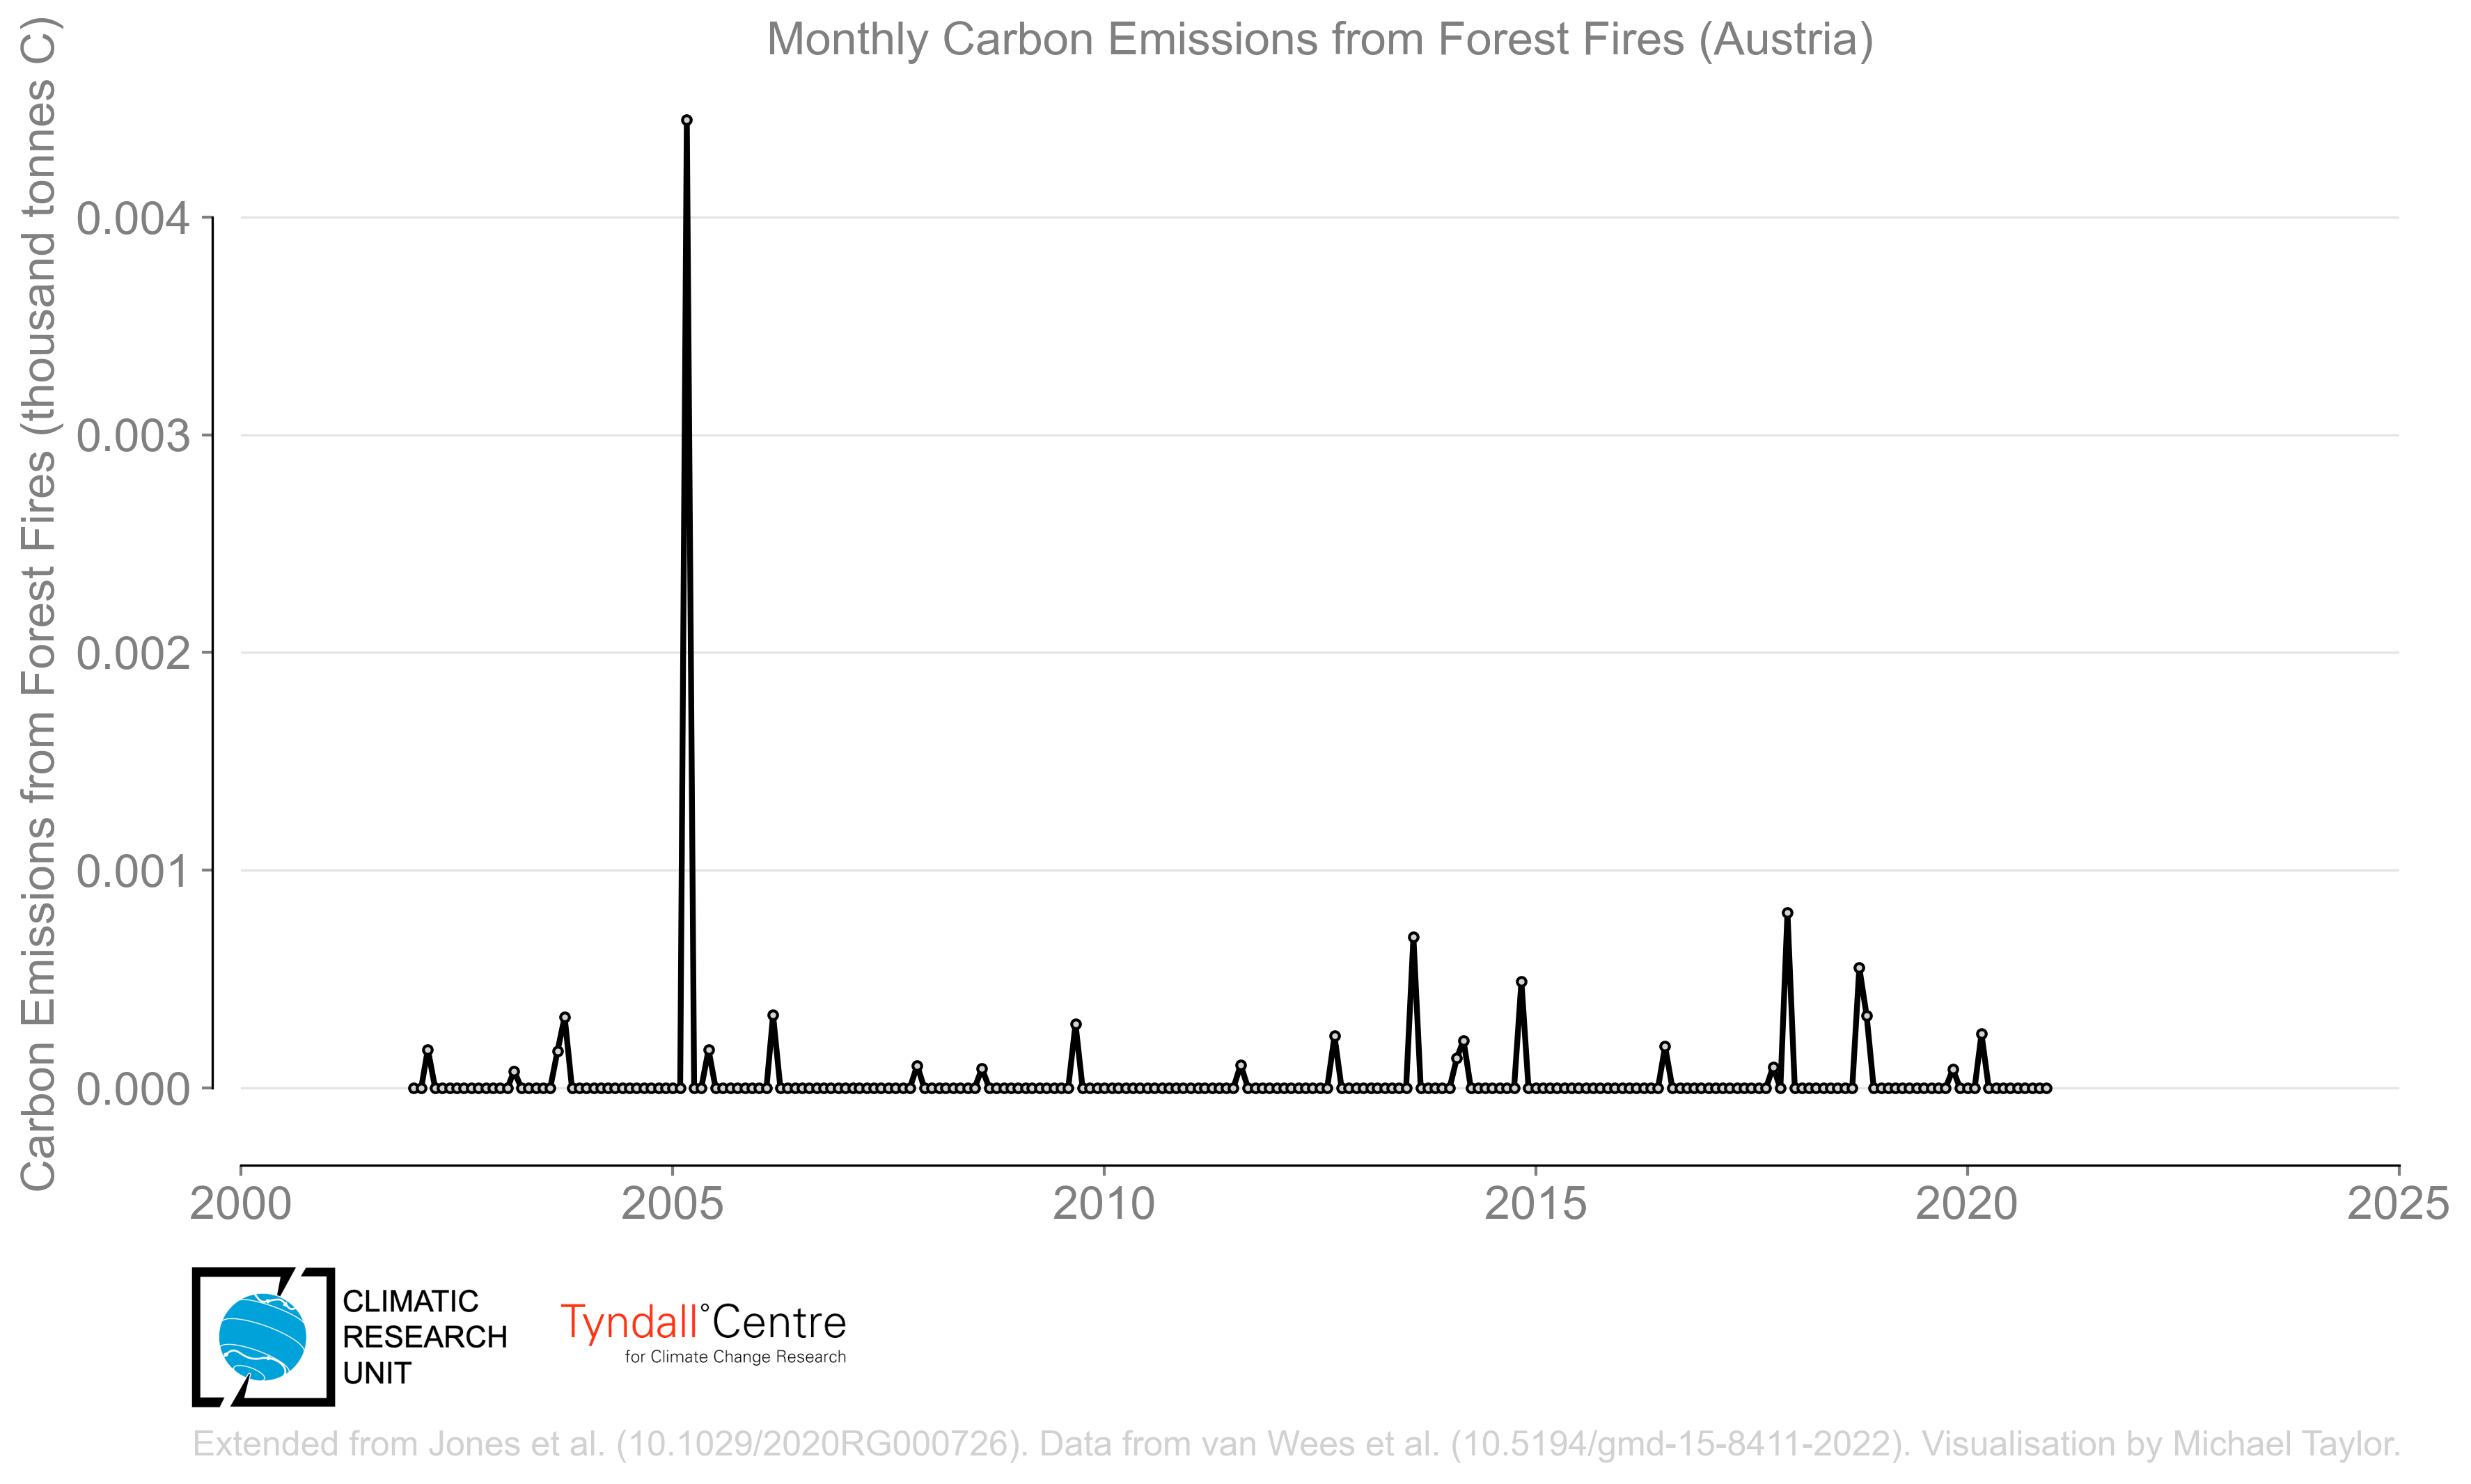 Monthly Carbon Emissions from Forest Fires (Austria)
Carbon Emissions from Forest Fires (thousand tonnes C)
0.004
0.003
0.002
0.001
0.000
2000 2005 2010 2015 2020 2025
CLIMATIC
RESEARCH
UNIT
Tyndall°Centre
for Climate Change Research
Extended from Jones et al. (10.1029/2020RG000726). Data from van Wees et al. (10.5194/gmd-15-8411-2022). Visualisation by Michael Taylor.